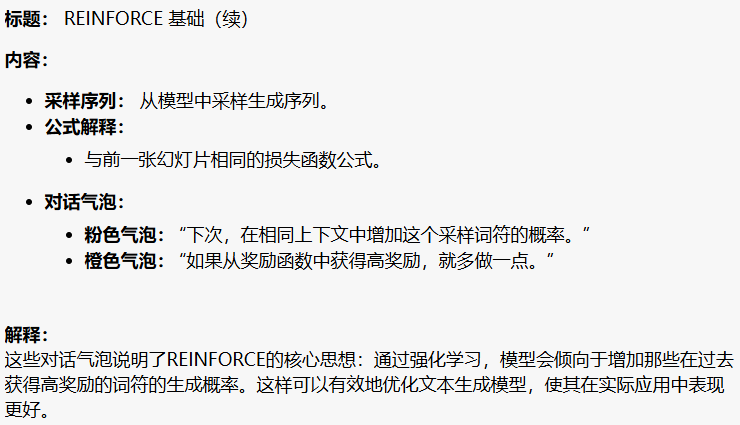 标题： REINFORCE 基础（续）
内容：
• 采样序列： 从模型中采样生成序列。
• 公式解释：
• 与前一张幻灯片相同的损失函数公式。
• 对话气泡：
• 粉色气泡：“下次，在相同上下文中增加这个采样词符的概率。”
• 橙色气泡：“如果从奖励函数中获得高奖励，就多做一点。”
解释：
这些对话气泡说明了REINFORCE的核心思想：通过强化学习，模型会倾向于增加那些在过去
获得高奖励的词符的生成概率。这样可以有效地优化文本生成模型，使其在实际应用中表现
更好。